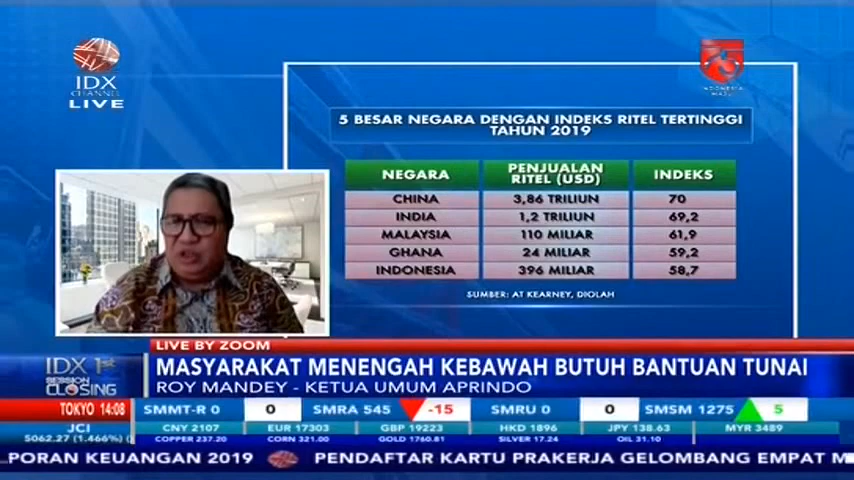 IDX
CHANNEL
LIVE
INDONESIA
MAJU
5 BESAR NEGARA DENGAN INDEKS RITEL TERTINGGI
TAHUN 2019
NEGARA PENJUALAN RITEL (USD) INDEKS
CHINA 3,86 TRILIUN 70
INDIA 1,2 TRILIUN 69,2
MALAYSIA 110 MILIAR 61,9
GHANA 24 MILIAR 59,2
INDONESIA 396 MILIAR 58,7
SUMBER: AT KEARNEY, DIOLAH
LIVE BY ZOOM
IDX 1st
SESSION
CLOSING
MASYARAKAT MENENGAH KEBAWAH BUTUH BANTUAN TUNAI
ROY MANDEY - KETUA UMUM APRINDO
TOKYO 14:08 SMMT-R 0 0 SMRA 545 -15 SMRU 0 0 SMSM 1275 5
JCI CNY 2107 EUR 17303 GBP 19223 HKD 1896 JPY 138.63 MYR 3489
5062.27 (1.466%) COPPER 237.20 CORN 321.00 GOLD 1760.81 SILVER 17.24 OIL 31.10
PORAN KEUANGAN 2019 PENDAFTAR KARTU PRAKERJA GELOMBANG EMPAT M